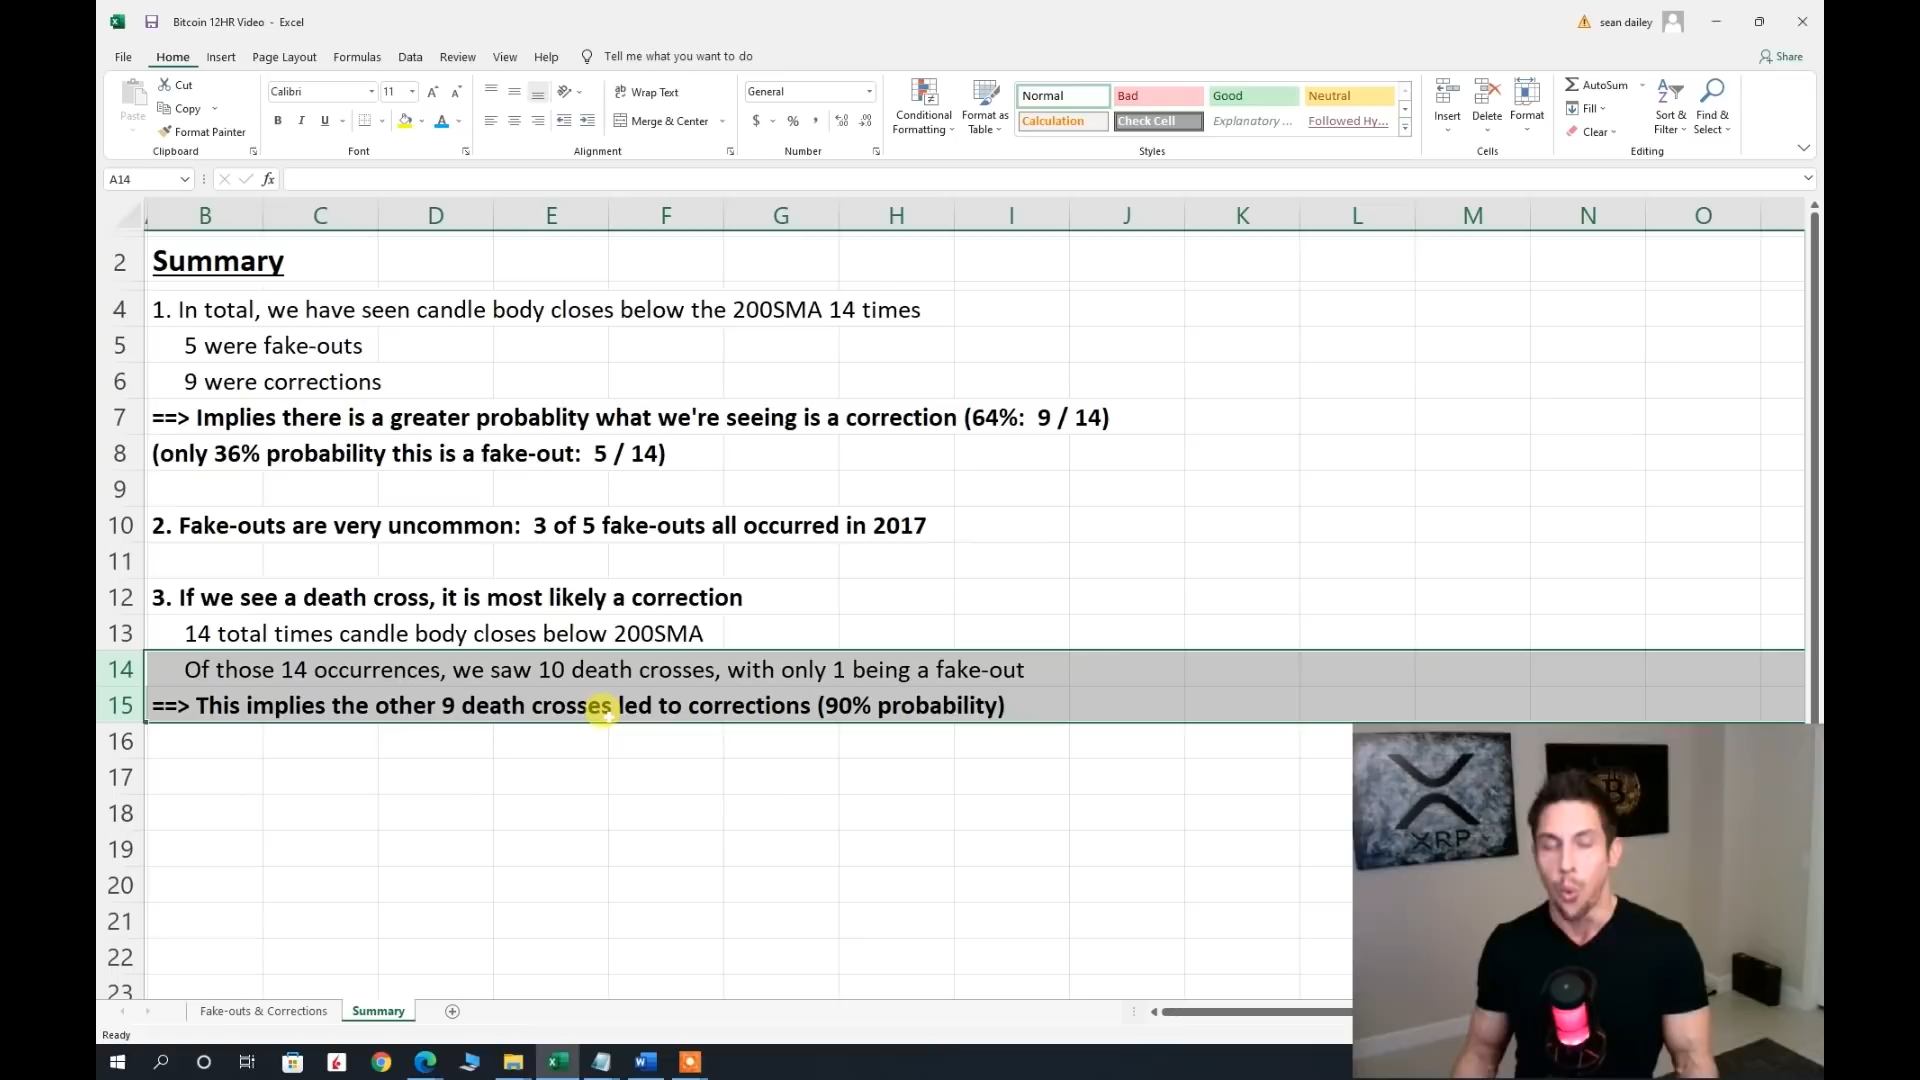 Bitcoin 12HR Video - Excel
sean dailey
File Home Insert Page Layout Formulas Data Review View Help Tell me what you want to do
Share
Paste
Cut
Copy
Format Painter
Clipboard
Calibri 11
B I U
Font
Wrap Text
Merge & Center
Alignment
General
$ % ,
Number
Conditional Formatting
Format as Table
Normal Bad Good Neutral
Calculation Check Cell Explanatory ... Followed Hy...
Styles
Insert Delete Format
Cells
AutoSum
Fill
Clear
Sort & Filter
Find & Select
Editing
A14
fx
B C D E F G H I J K L M N O
2 Summary
4 1. In total, we have seen candle body closes below the 200SMA 14 times
5 5 were fake-outs
6 9 were corrections
7 ==> Implies there is a greater probablity what we're seeing is a correction (64%: 9 / 14)
8 (only 36% probability this is a fake-out: 5 / 14)
9
10 2. Fake-outs are very uncommon: 3 of 5 fake-outs all occurred in 2017
11
12 3. If we see a death cross, it is most likely a correction
13 14 total times candle body closes below 200SMA
14 Of those 14 occurrences, we saw 10 death crosses, with only 1 being a fake-out
15 ==> This implies the other 9 death crosses led to corrections (90% probability)
16
17
18
19
20
21
22
23
XRP
Fake-outs & Corrections Summary
Ready